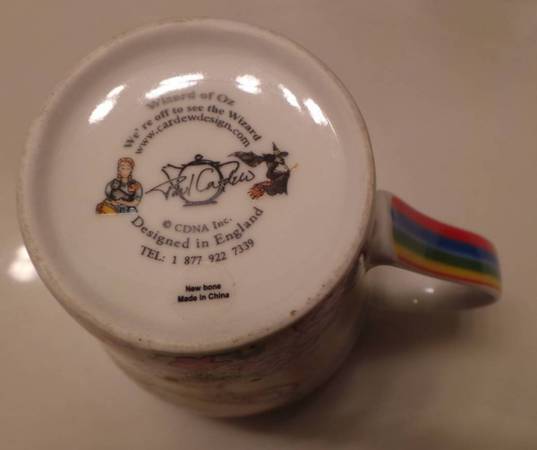 Wizard of Oz
We're off to see the Wizard
www.cardewdesign.com
Paul Cardew
© CDNA Inc.
Designed in England
TEL: 1 877 922 7339
New bone
Made in China